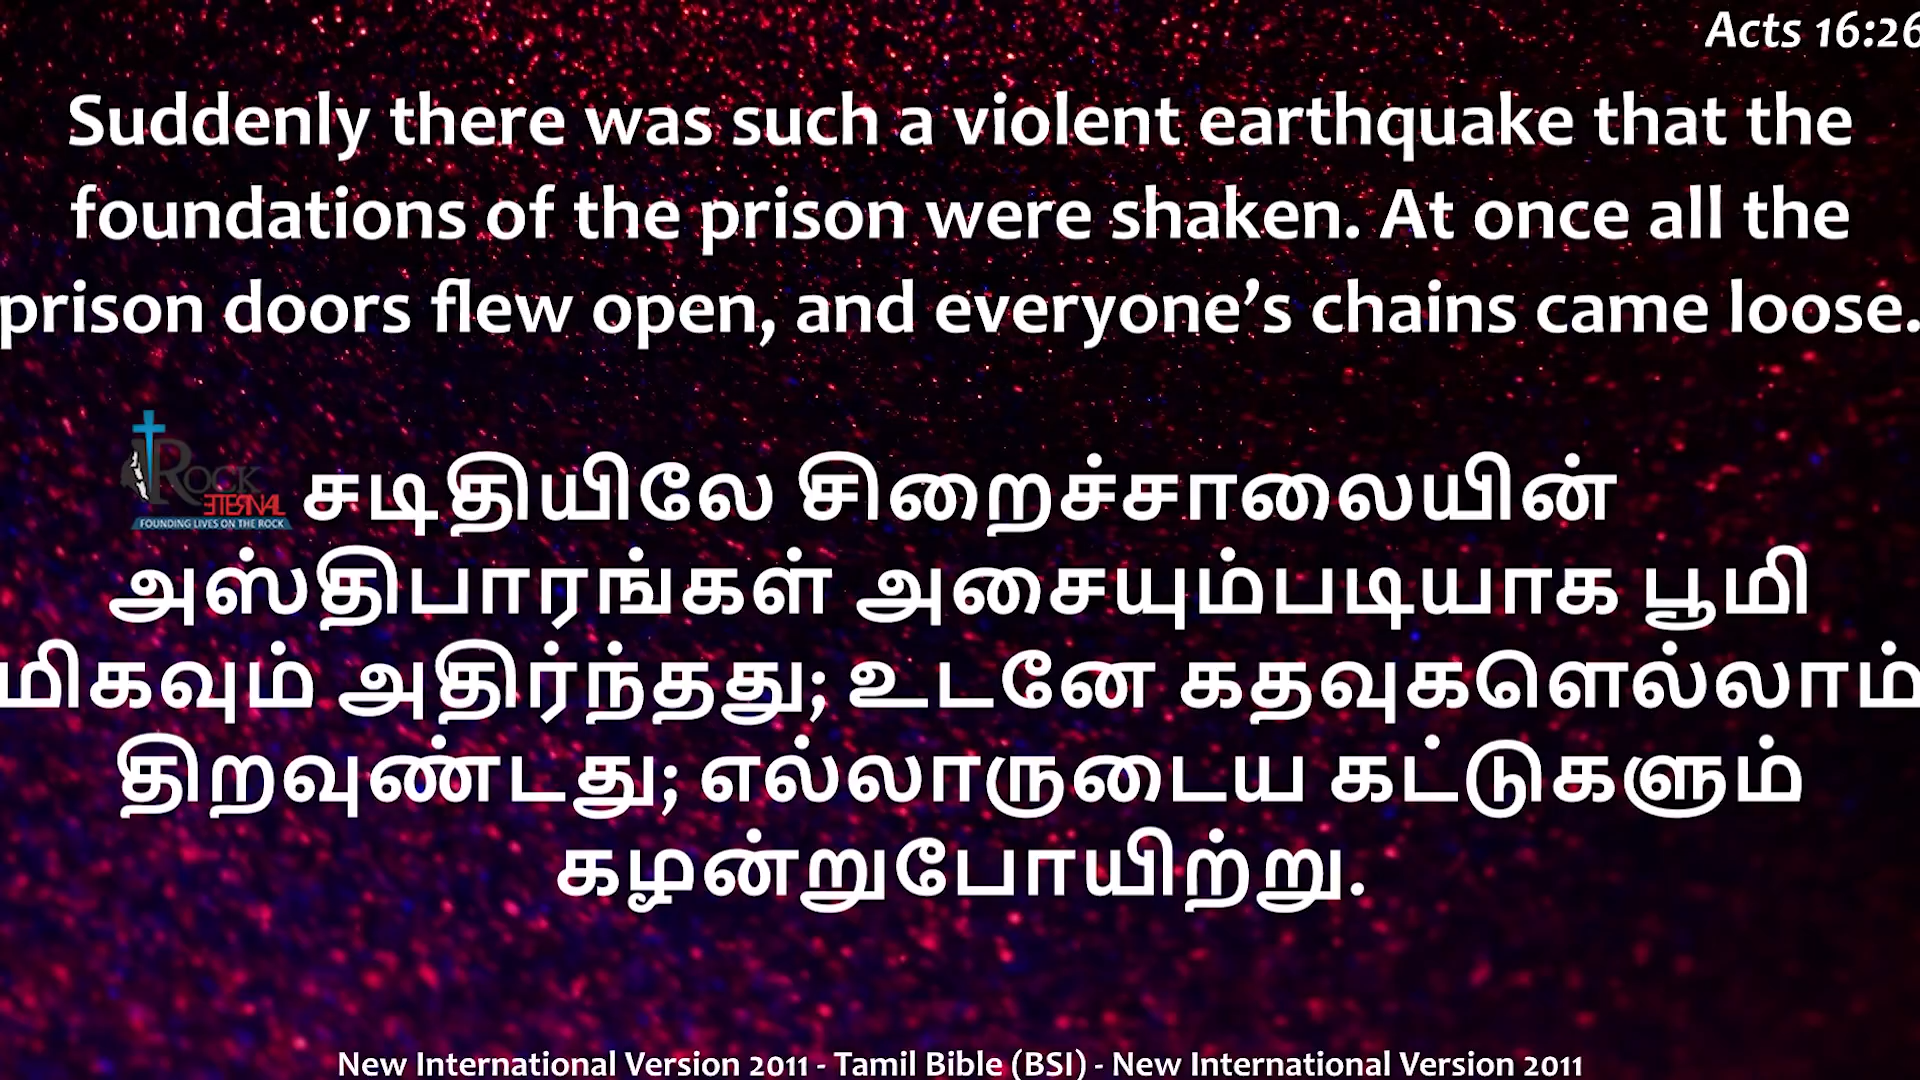 Acts 16:26
Suddenly there was such a violent earthquake that the
foundations of the prison were shaken. At once all the
prison doors flew open, and everyone’s chains came loose.
ROCK
ETERNAL
FOUNDING LIVES ON THE ROCK
சடிதியிலே சிறைச்சாலையின்
அஸ்திபாரங்கள் அசையும்படியாக பூமி
மிகவும் அதிர்ந்தது; உடனே கதவுகளெல்லாம்
திறவுண்டது; எல்லாருடைய கட்டுகளும்
கழன்றுபோயிற்று.
New International Version 2011 - Tamil Bible (BSI) - New International Version 2011